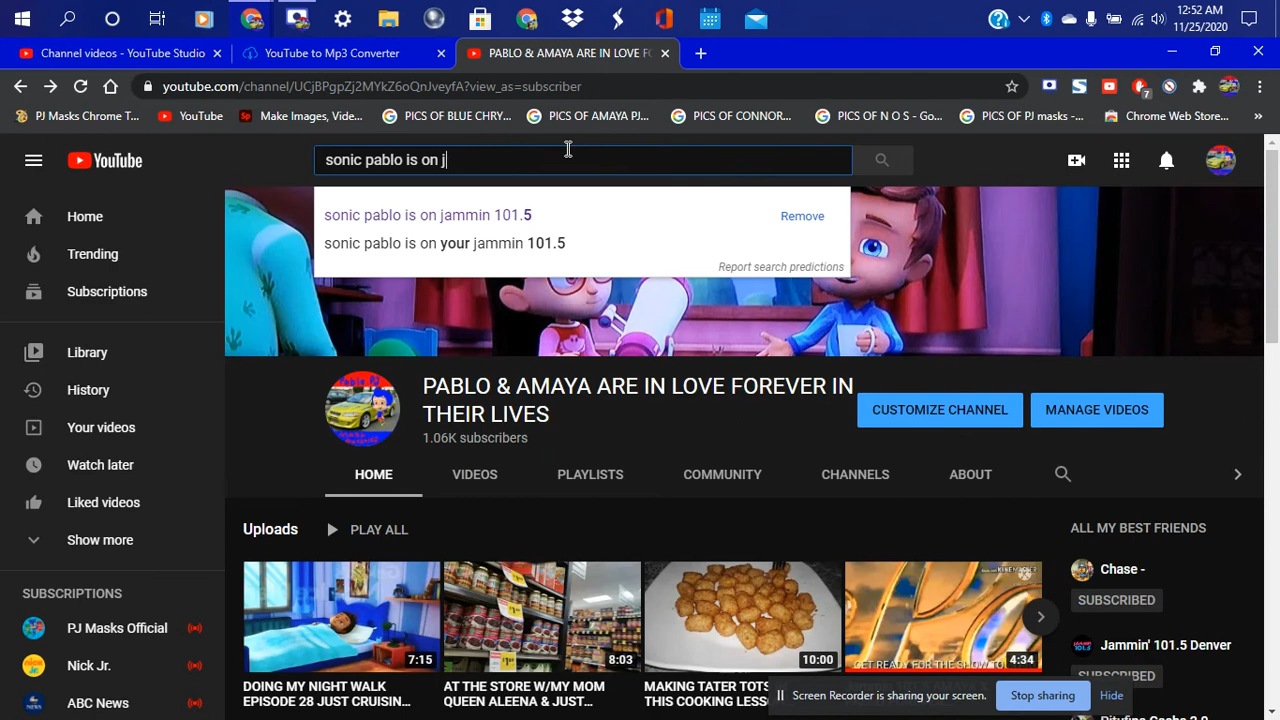 12:52 AM
11/25/2020
Channel videos - YouTube Studio
YouTube to Mp3 Converter
PABLO & AMAYA ARE IN LOVE FO
youtube.com/channel/UCjBPgpZj2MYkZ6oQnJveyfA?view_as=subscriber
7
PJ Masks Chrome T...
YouTube
Sp Make Images, Vide...
PICS OF BLUE CHRY...
PICS OF AMAYA PJ...
PICS OF CONNOR...
PICS OF N O S - Go...
PICS OF PJ masks -...
Chrome Web Store...
YouTube
sonic pablo is on j
sonic pablo is on jammin 101.5
Remove
sonic pablo is on your jammin 101.5
Report search predictions
Home
Trending
Subscriptions
Library
History
Your videos
Watch later
Liked videos
Show more
SUBSCRIPTIONS
PJ Masks Official
Nick Jr.
ABC News
Pablo PJ
PABLO & AMAYA ARE IN LOVE FOREVER IN
THEIR LIVES
1.06K subscribers
CUSTOMIZE CHANNEL
MANAGE VIDEOS
HOME
VIDEOS
PLAYLISTS
COMMUNITY
CHANNELS
ABOUT
Uploads
PLAY ALL
7:15
8:03
10:00
KINEMASTER
GET READY FOR THE SHOW TO
4:34
DOING MY NIGHT WALK
EPISODE 28 JUST CRUISIN...
AT THE STORE W/MY MOM
QUEEN ALEENA & JUST...
MAKING TATER TOTS
THIS COOKING LESSO
ALL MY BEST FRIENDS
Chase -
SUBSCRIBED
Jammin' 101.5 Denver
SUBSCRIBED
Screen Recorder is sharing your screen.
Stop sharing
Hide